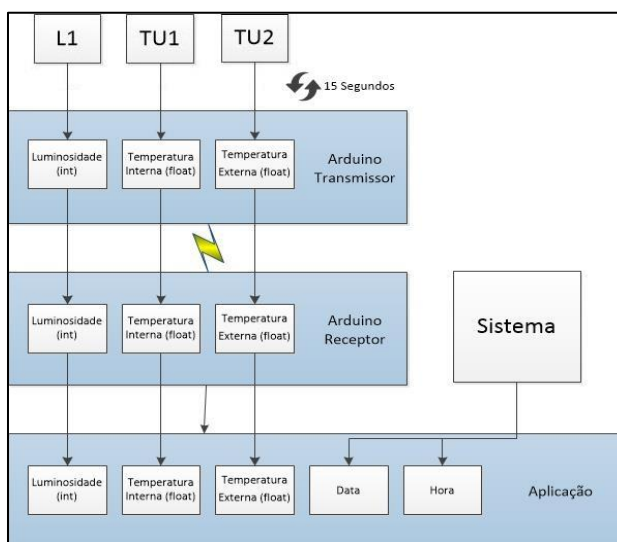 L1
TU1
TU2
15 Segundos
Luminosidade
(int)
Temperatura
Interna (float)
Temperatura
Externa (float)
Arduino
Transmissor
Luminosidade
(int)
Temperatura
Interna (float)
Temperatura
Externa (float)
Arduino
Receptor
Sistema
Luminosidade
(int)
Temperatura
Interna (float)
Temperatura
Externa (float)
Data
Hora
Aplicação